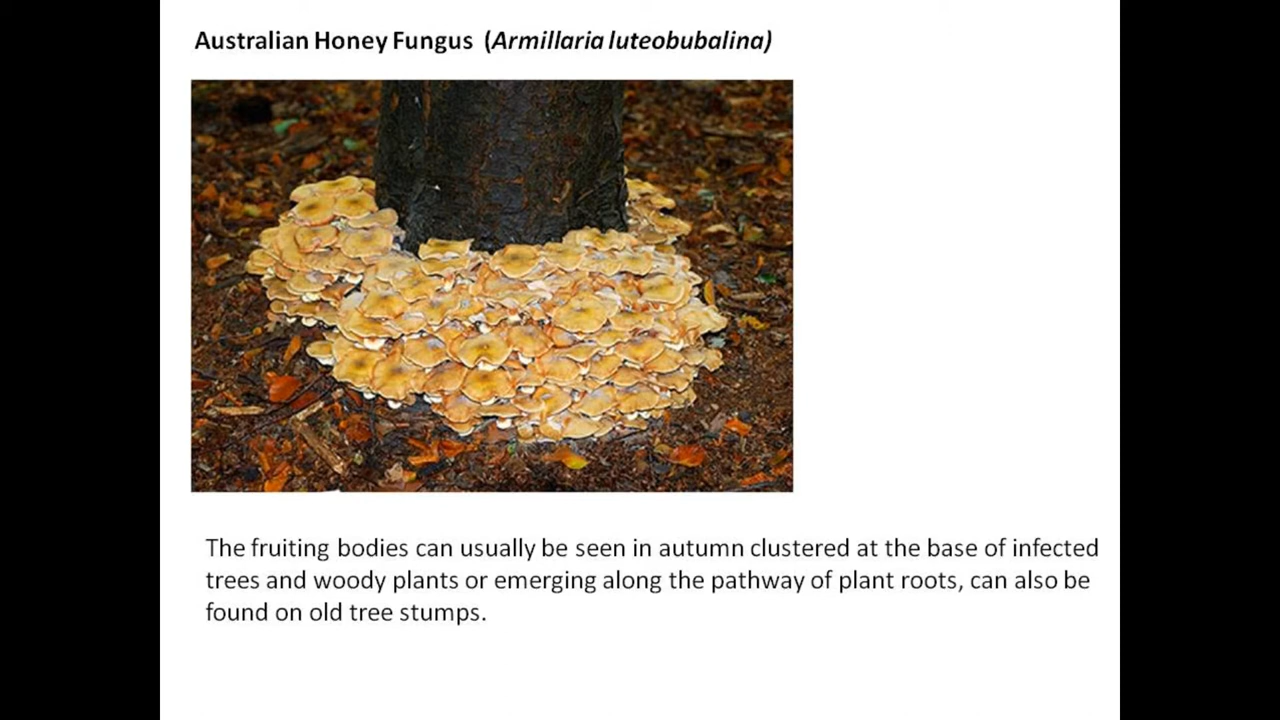 Australian Honey Fungus (Armillaria luteobubalina)
The fruiting bodies can usually be seen in autumn clustered at the base of infected
trees and woody plants or emerging along the pathway of plant roots, can also be
found on old tree stumps.